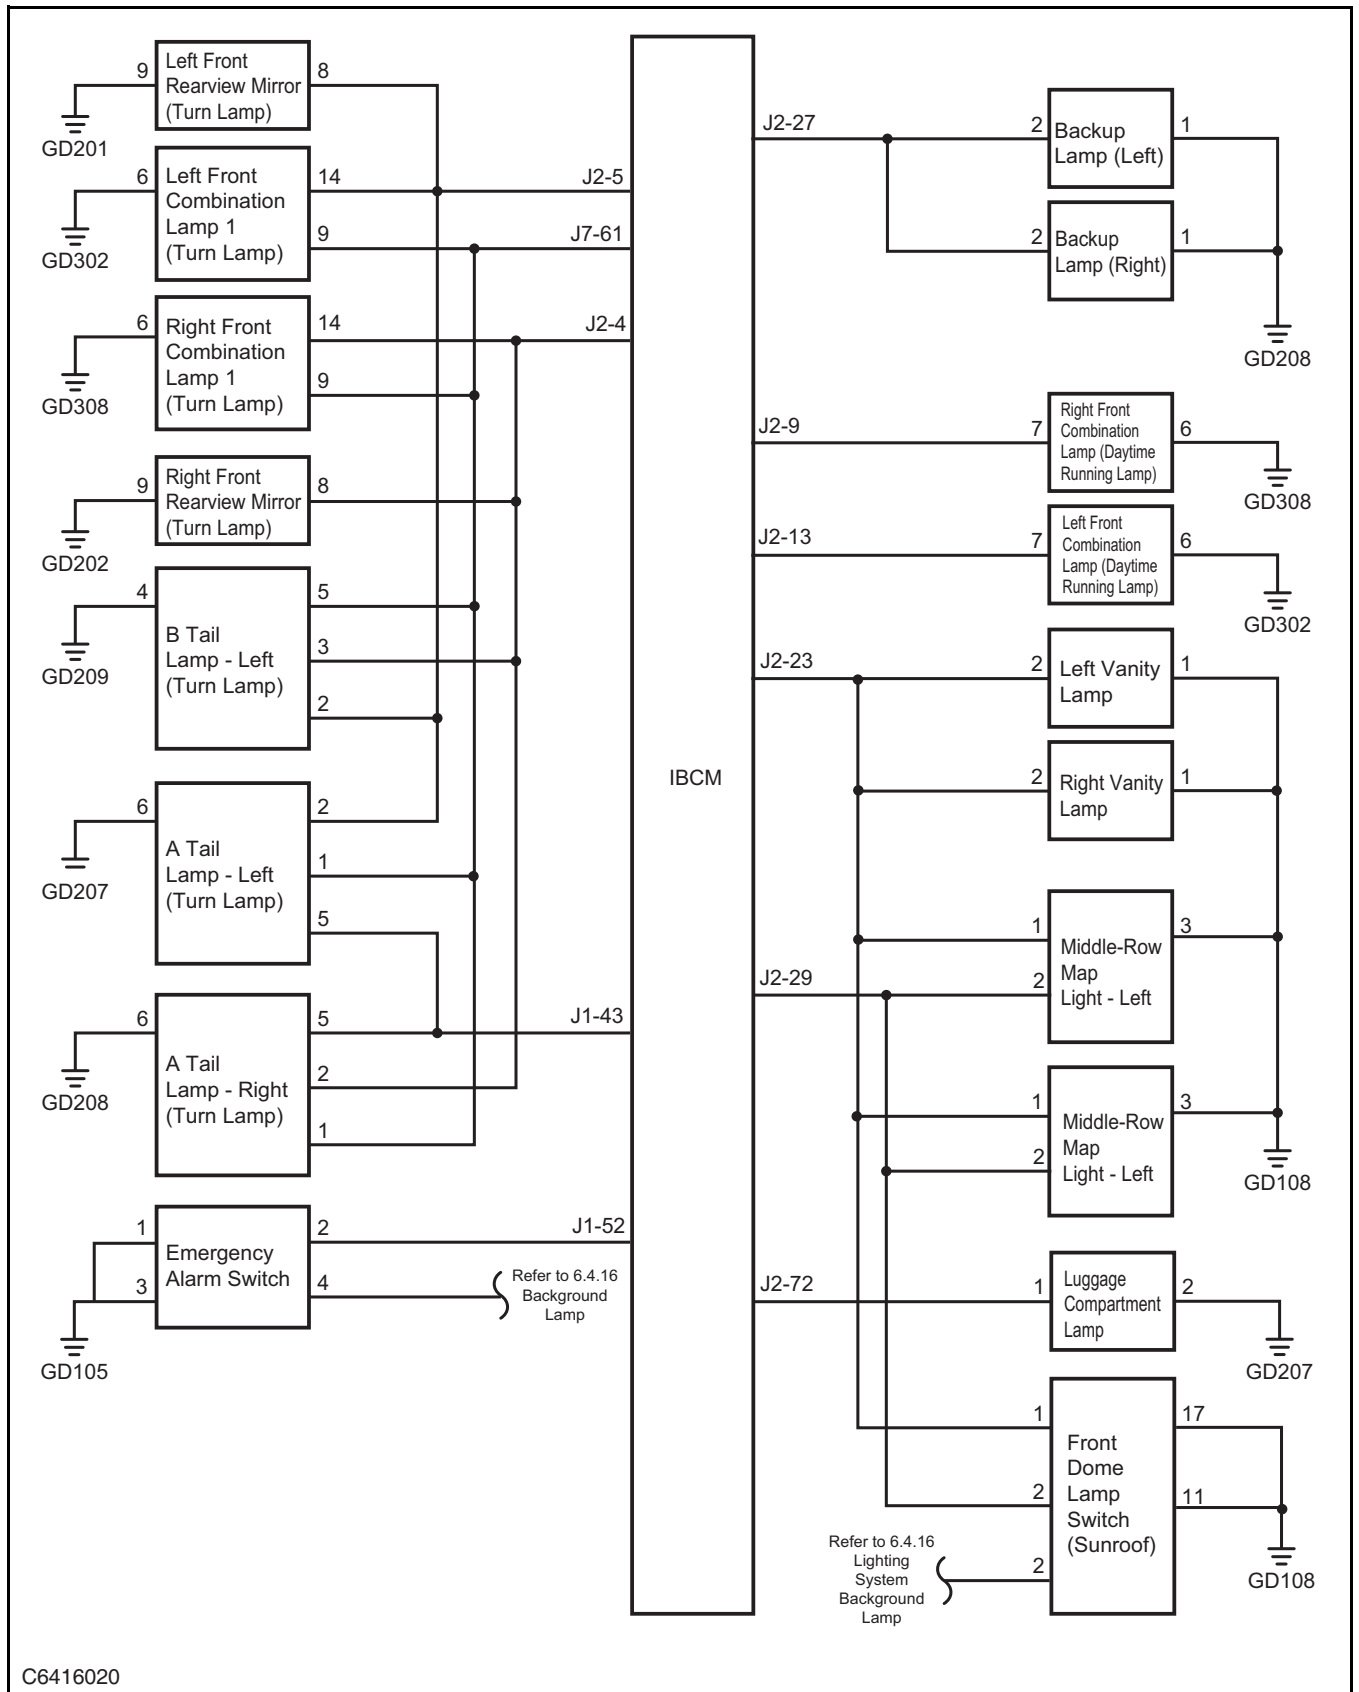 9
Left Front
Rearview Mirror
(Turn Lamp)
8
GD201
6
Left Front
Combination
Lamp 1
(Turn Lamp)
14
9
GD302
6
Right Front
Combination
Lamp 1
(Turn Lamp)
14
9
GD308
9
Right Front
Rearview Mirror
(Turn Lamp)
8
GD202
4
B Tail
Lamp - Left
(Turn Lamp)
5
3
2
GD209
6
A Tail
Lamp - Left
(Turn Lamp)
2
1
5
GD207
6
A Tail
Lamp - Right
(Turn Lamp)
5
2
1
GD208
1
3
Emergency
Alarm Switch
2
4
GD105
Refer to 6.4.16
Background
Lamp
J2-5
J7-61
J2-4
J1-43
J1-52
IBCM
J2-27
J2-9
J2-13
J2-23
J2-29
J2-72
2
Backup
Lamp (Left)
1
2
Backup
Lamp (Right)
1
GD208
7
Right Front
Combination
Lamp (Daytime
Running Lamp)
6
GD308
7
Left Front
Combination
Lamp (Daytime
Running Lamp)
6
GD302
2
Left Vanity
Lamp
1
2
Right Vanity
Lamp
1
1
2
Middle-Row
Map
Light - Left
3
1
2
Middle-Row
Map
Light - Left
3
GD108
1
Luggage
Compartment
Lamp
2
GD207
1
2
2
Front
Dome
Lamp
Switch
(Sunroof)
17
11
GD108
Refer to 6.4.16
Lighting
System
Background
Lamp
C6416020